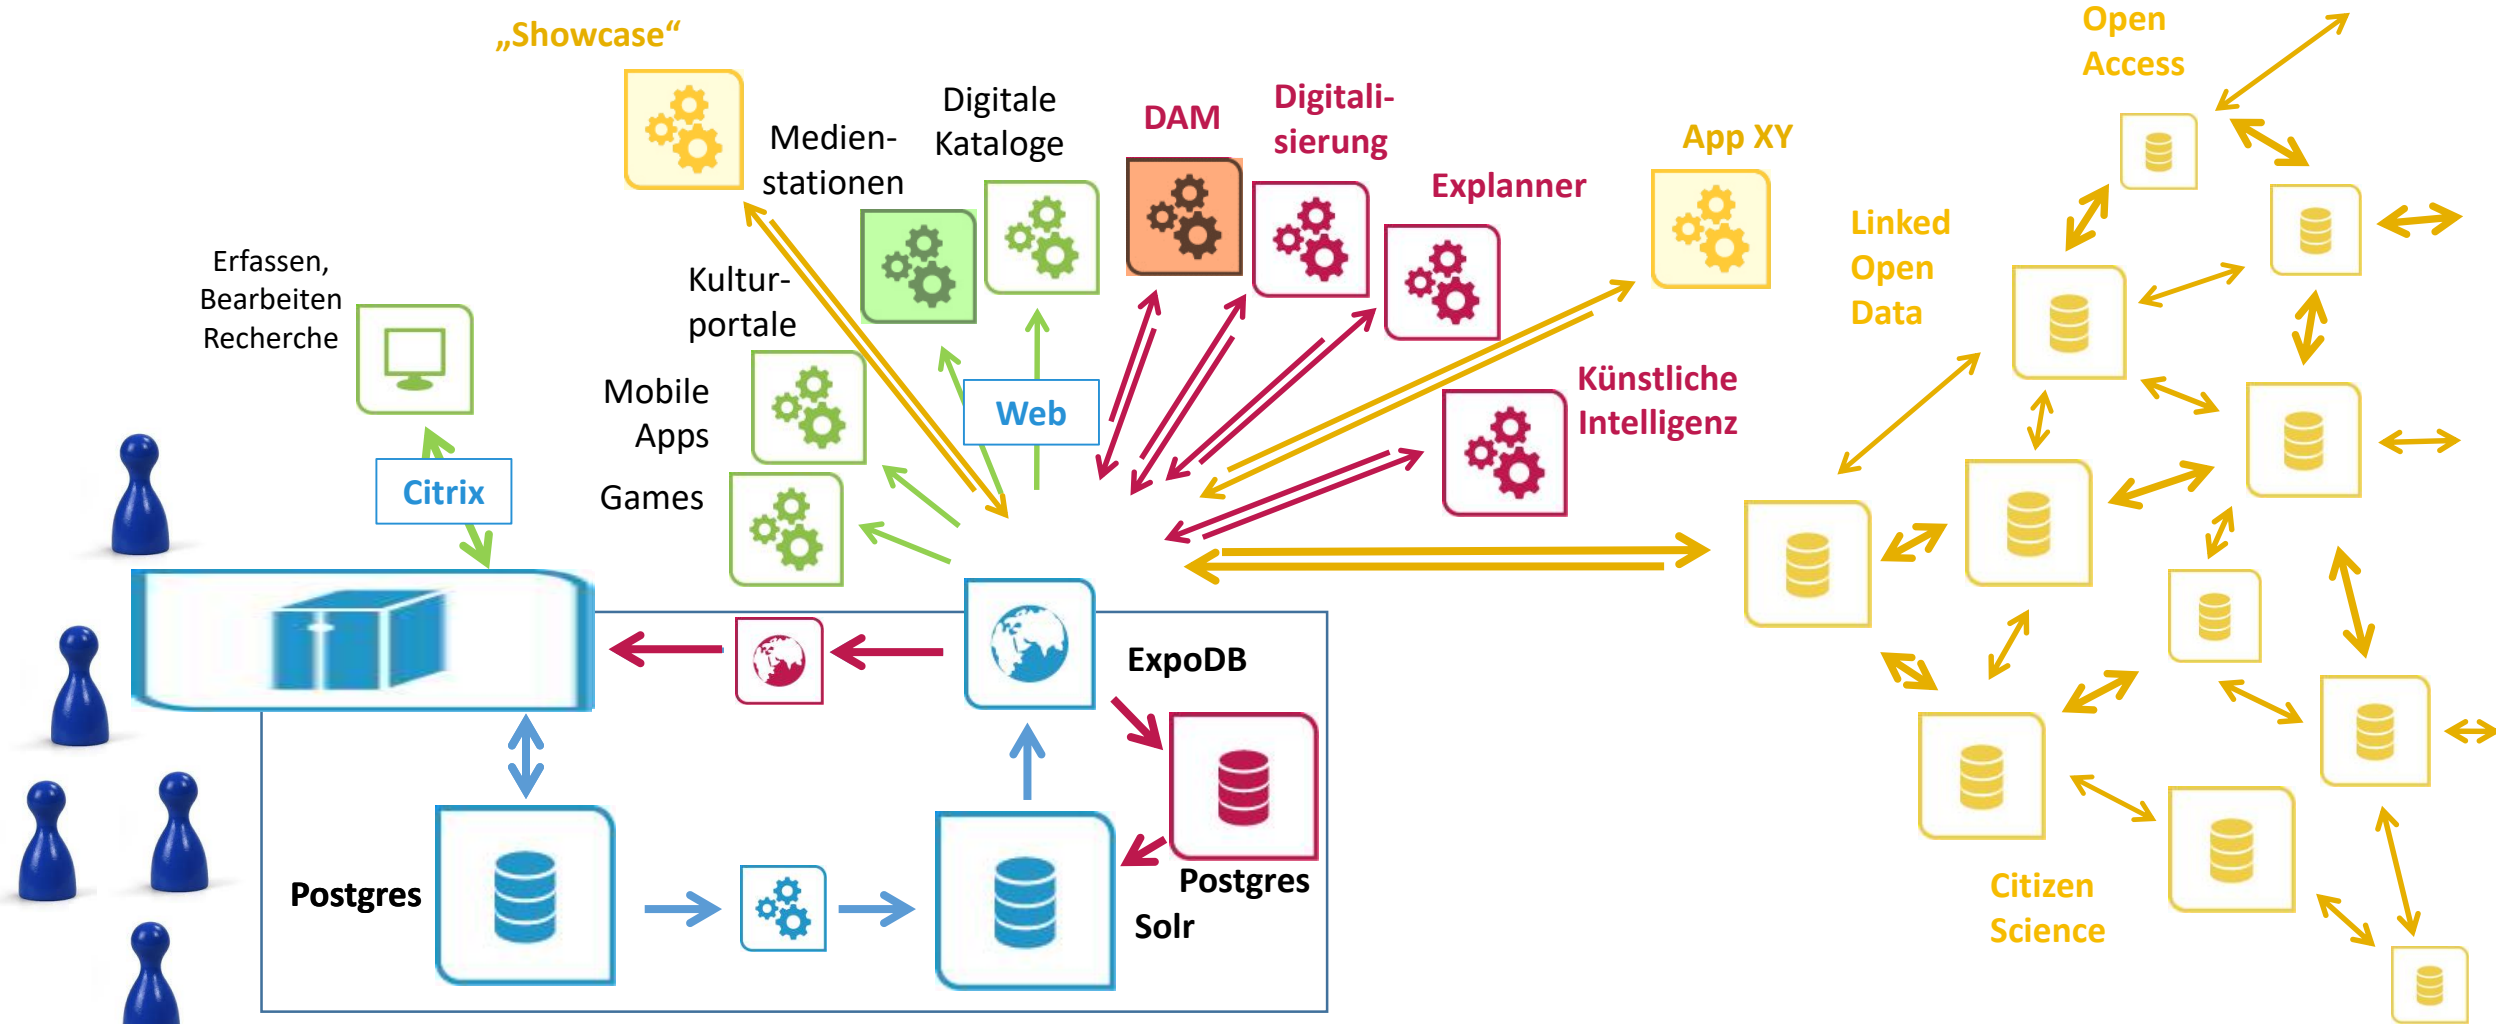 „Showcase“
Erfassen,
Bearbeiten
Recherche
Citrix
Medien-
stationen
Digitale
Kataloge
Kultur-
portale
Mobile
Apps
Games
Web
DAM
Digitali-
sierung
Explanner
App XY
Künstliche
Intelligenz
Open
Access
Linked
Open
Data
Citizen
Science
ExpoDB
Postgres
Postgres
Solr